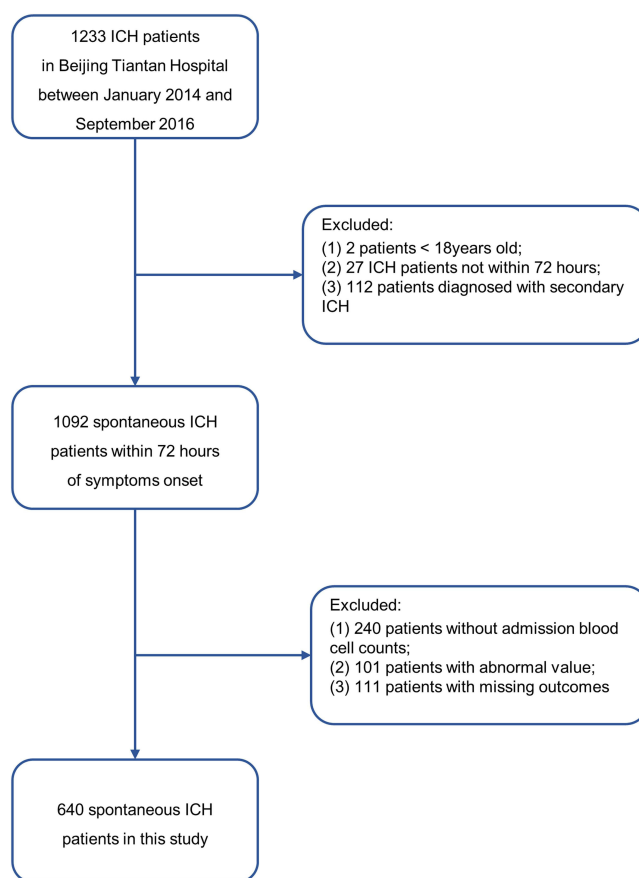 1233 ICH patients
in Beijing Tiantan Hospital
between January 2014 and
September 2016
Excluded:
(1) 2 patients < 18years old;
(2) 27 ICH patients not within 72 hours;
(3) 112 patients diagnosed with secondary
ICH
1092 spontaneous ICH
patients within 72 hours
of symptoms onset
Excluded:
(1) 240 patients without admission blood
cell counts;
(2) 101 patients with abnormal value;
(3) 111 patients with missing outcomes
640 spontaneous ICH
patients in this study